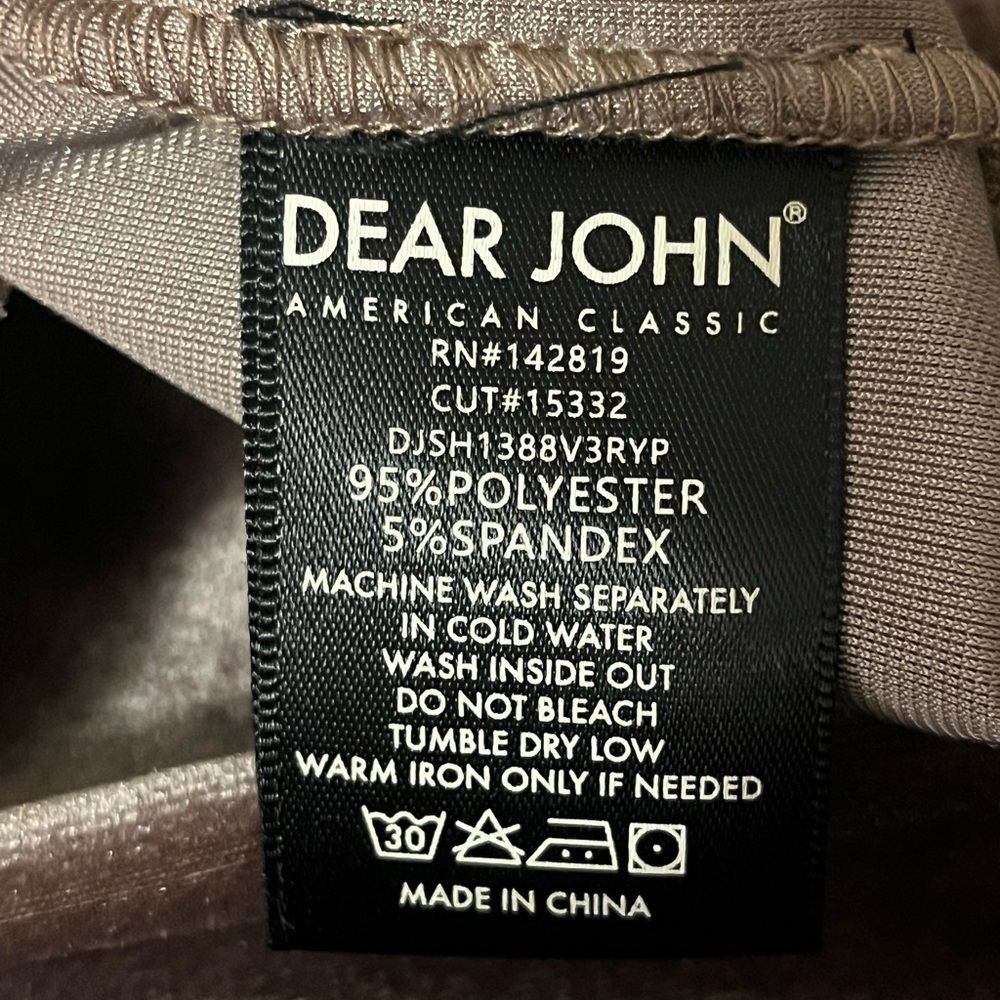 DEAR JOHN®
AMERICAN CLASSIC
RN#142819
CUT#15332
DJSH1388V3RYP
95%POLYESTER
5%SPANDEX
MACHINE WASH SEPARATELY
IN COLD WATER
WASH INSIDE OUT
DO NOT BLEACH
TUMBLE DRY LOW
WARM IRON ONLY IF NEEDED
30
MADE IN CHINA